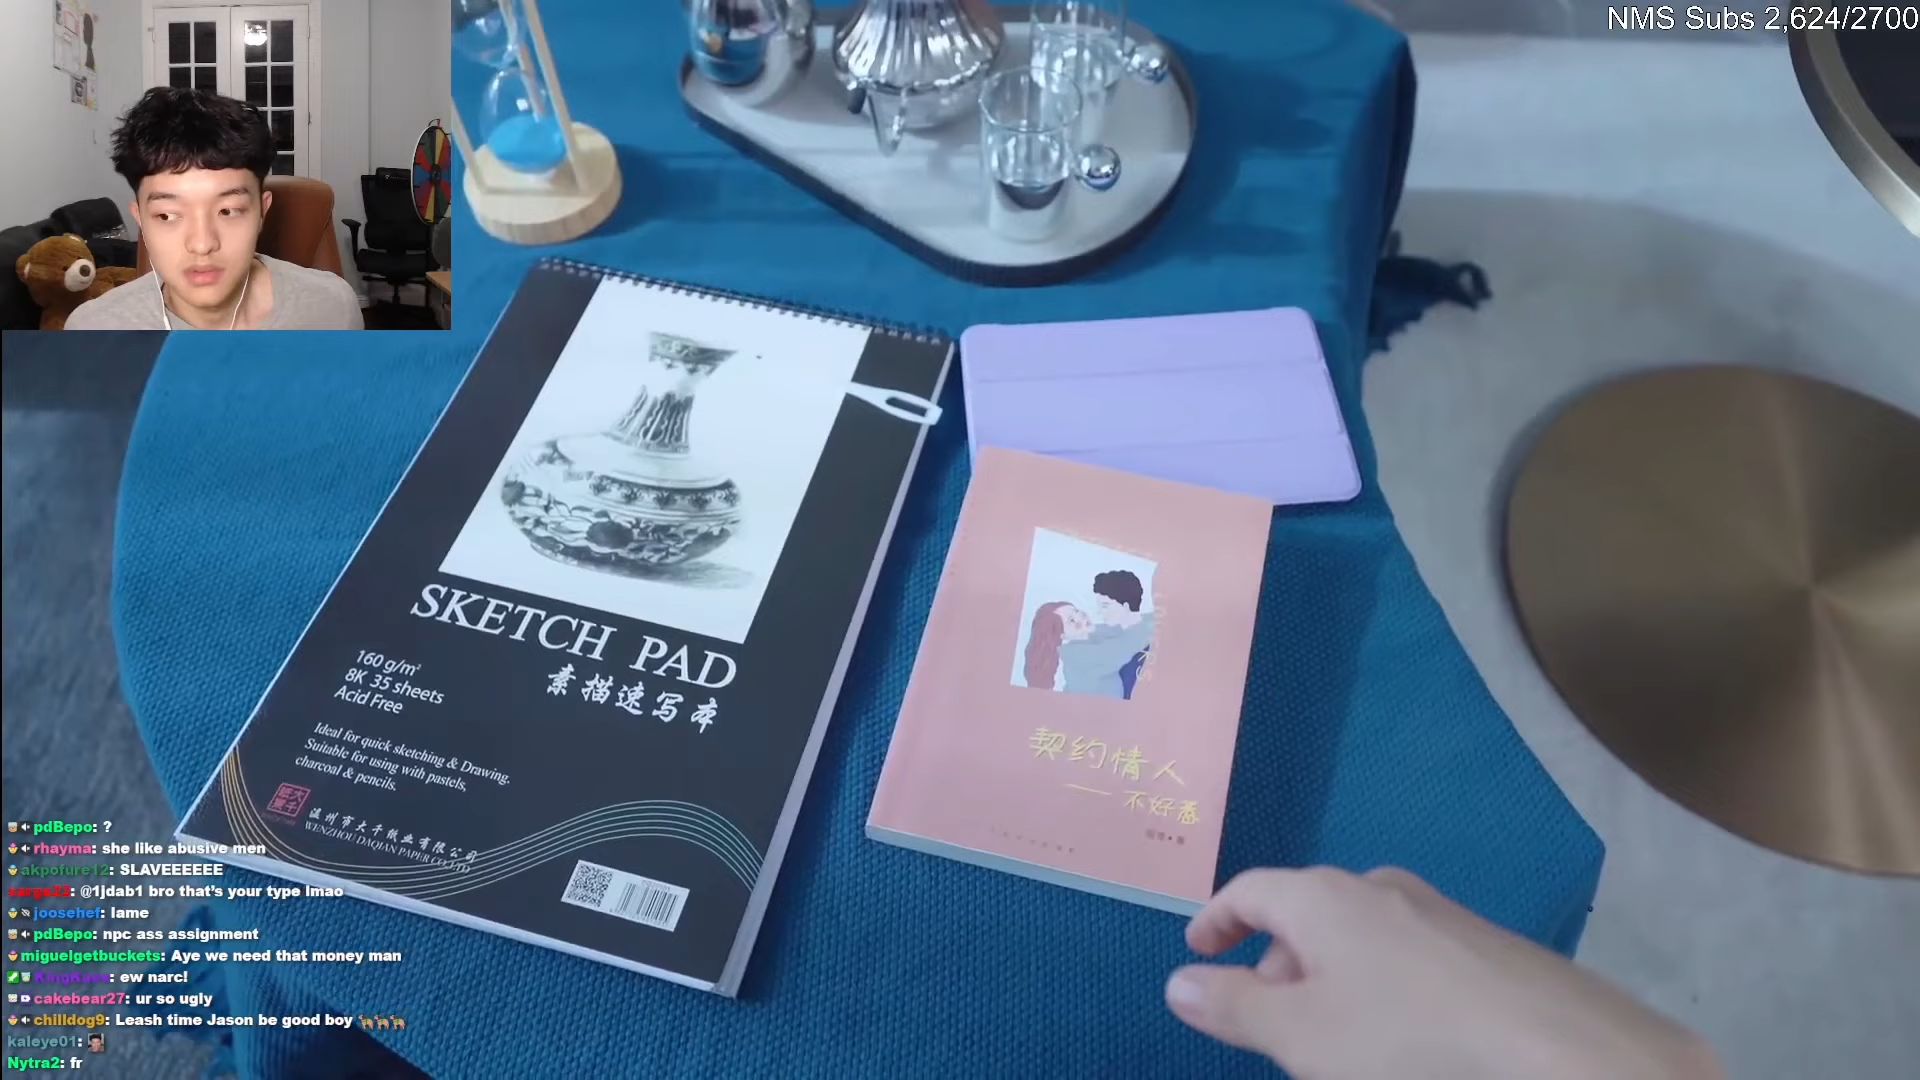 NMS Subs 2,624/2700
SKETCH PAD
素描速写本
160 g/m²
8K 35 sheets
Acid Free
Ideal for quick sketching & Drawing.
Suitable for using with pastels,
charcoal & pencils.
温州市大千纸业有限公司
WENZHOU DAQIAN PAPER CO.,LTD
契约情人
——不好惹
pdBepo: ?
rhayma: she like abusive men
akpofure12: SLAVEEEEEE
@1jdab1 bro that's your type lmao
joosehef: lame
pdBepo: npc ass assignment
miguelgetbuckets: Aye we need that money man
ew narc!
cakebear27: ur so ugly
chilldog9: Leash time Jason be good boy
kaleye01:
Nytra2: fr